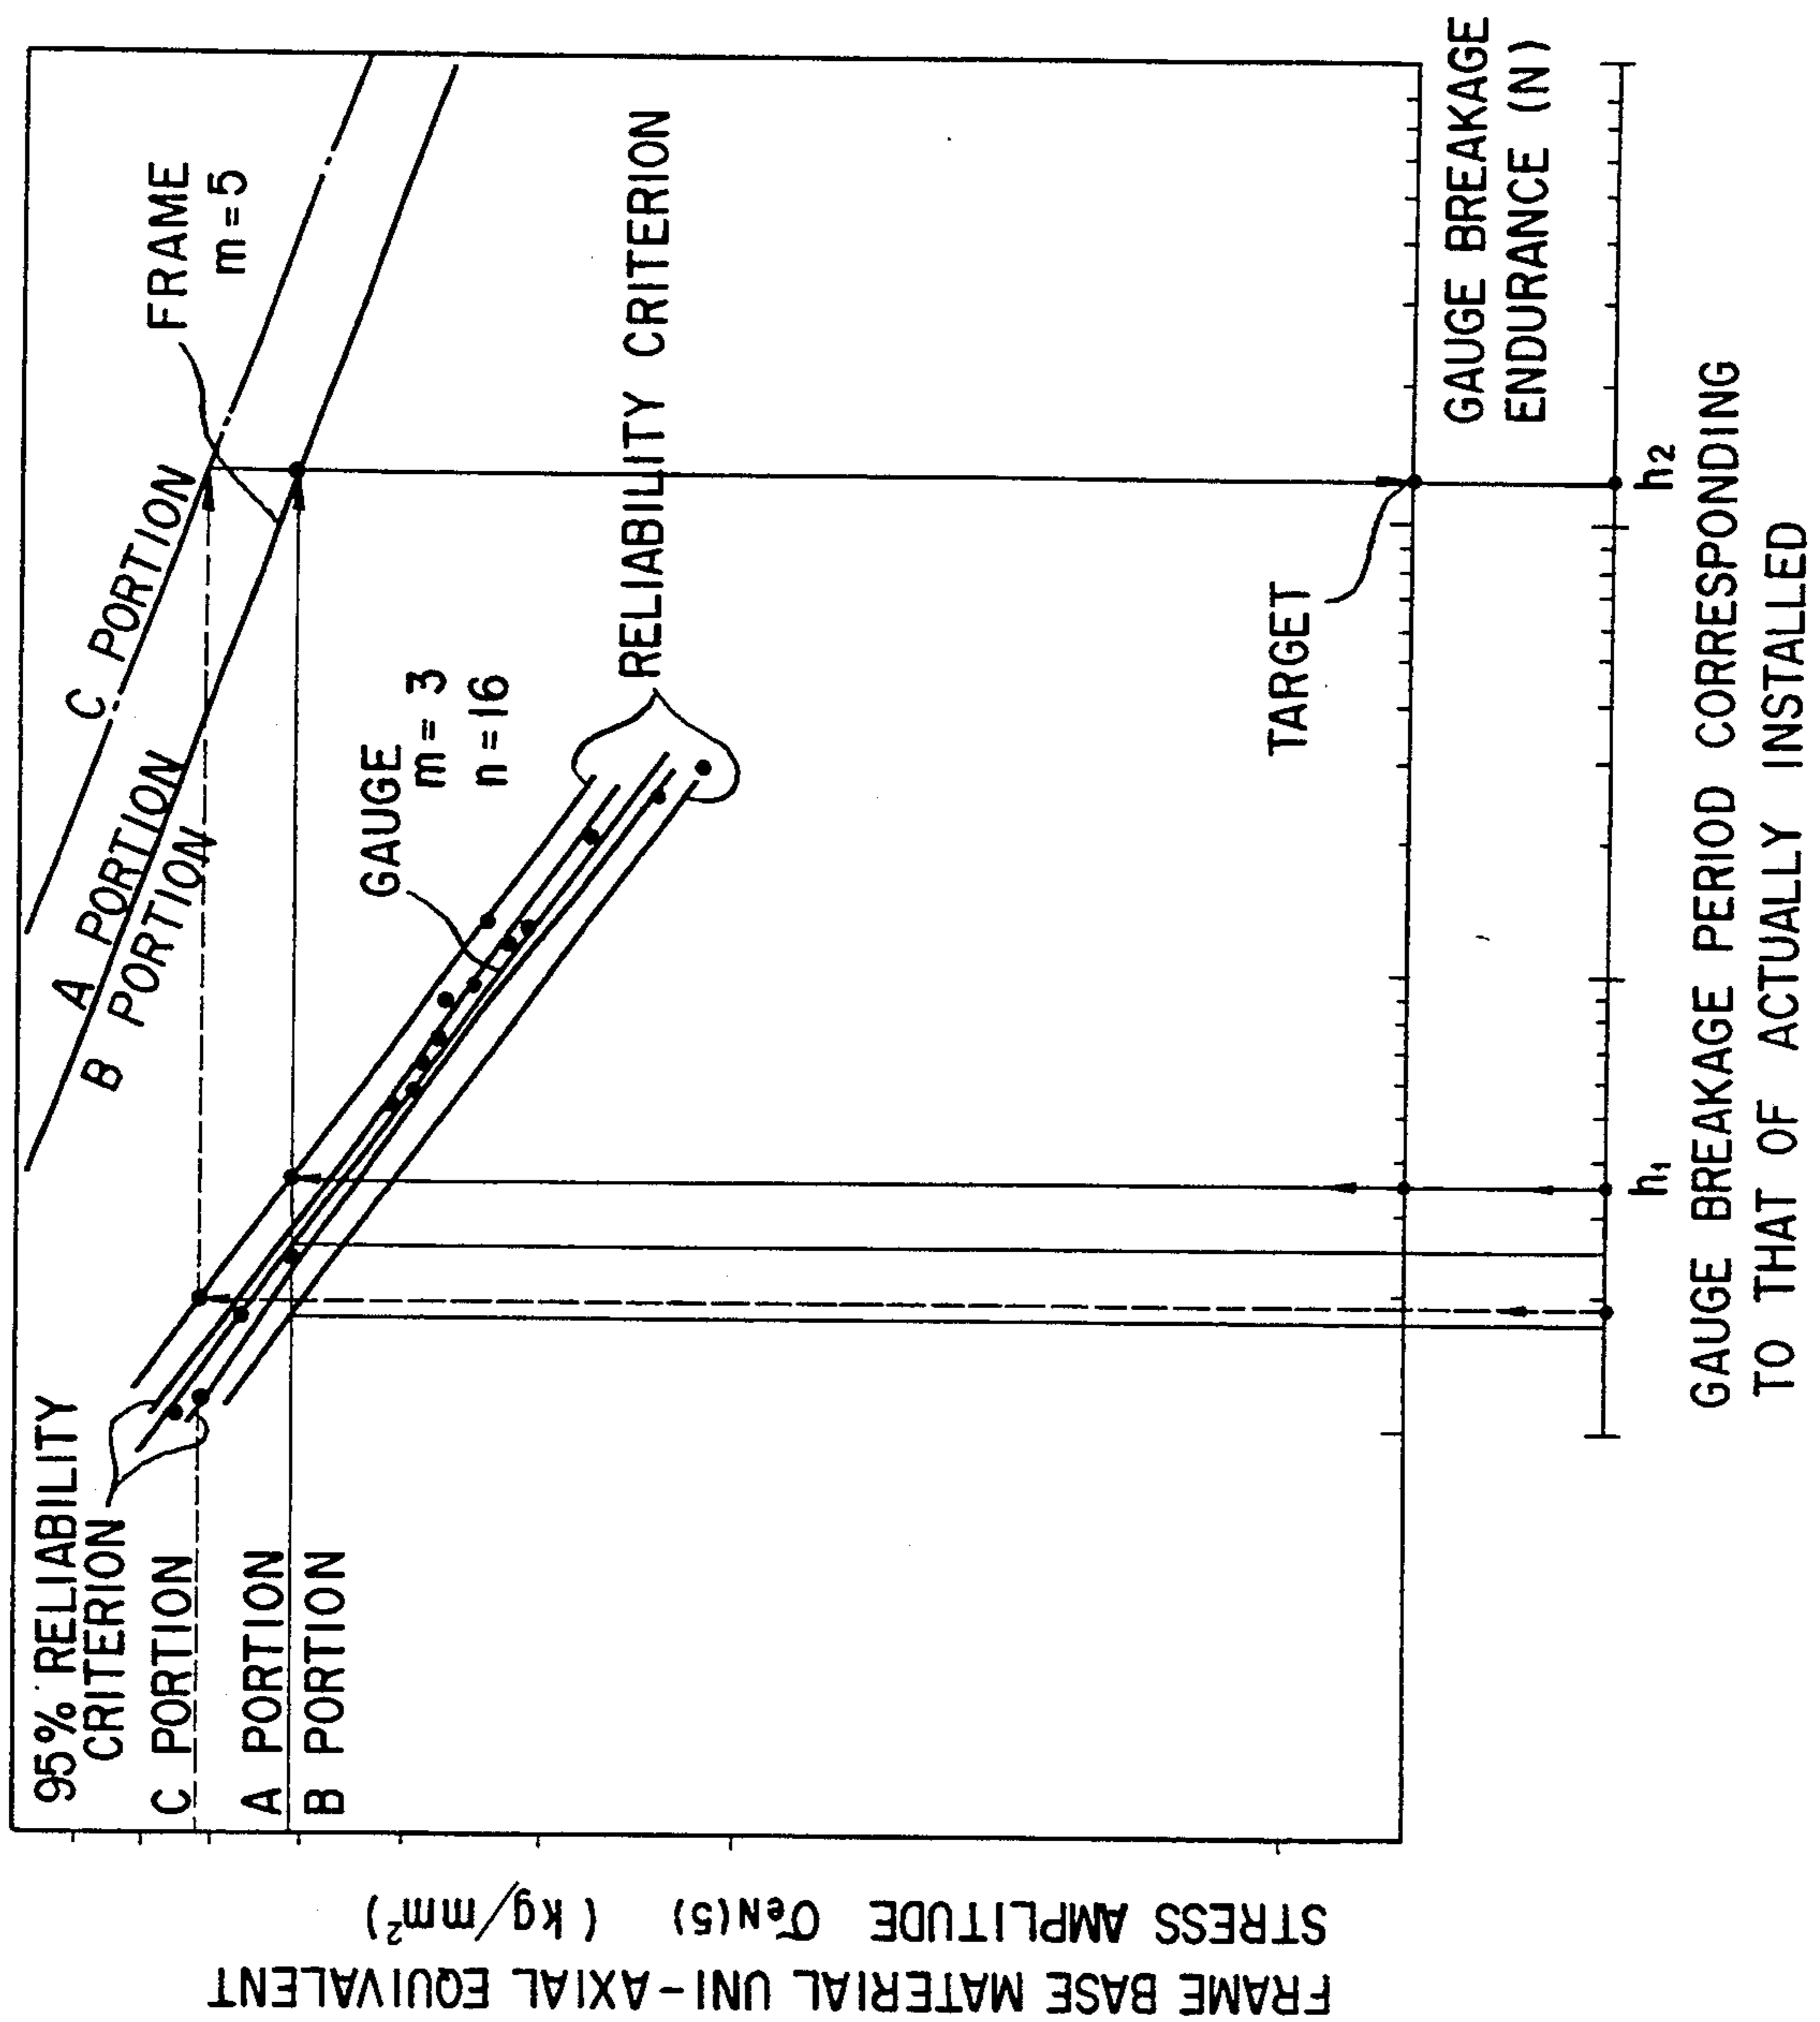 95% RELIABILITY
CRITERION
C PORTION
A PORTION
B PORTION
C PORTION
A PORTION
B PORTION
FRAME
m=5
GAUGE
m=3
n=16
RELIABILITY CRITERION
TARGET
GAUGE BREAKAGE
ENDURANCE (N)
h₁
h₂
GAUGE BREAKAGE PERIOD CORRESPONDING
TO THAT OF ACTUALLY INSTALLED
FRAME BASE MATERIAL UNI-AXIAL EQUIVALENT
STRESS AMPLITUDE σeN(5) (kg/mm²)